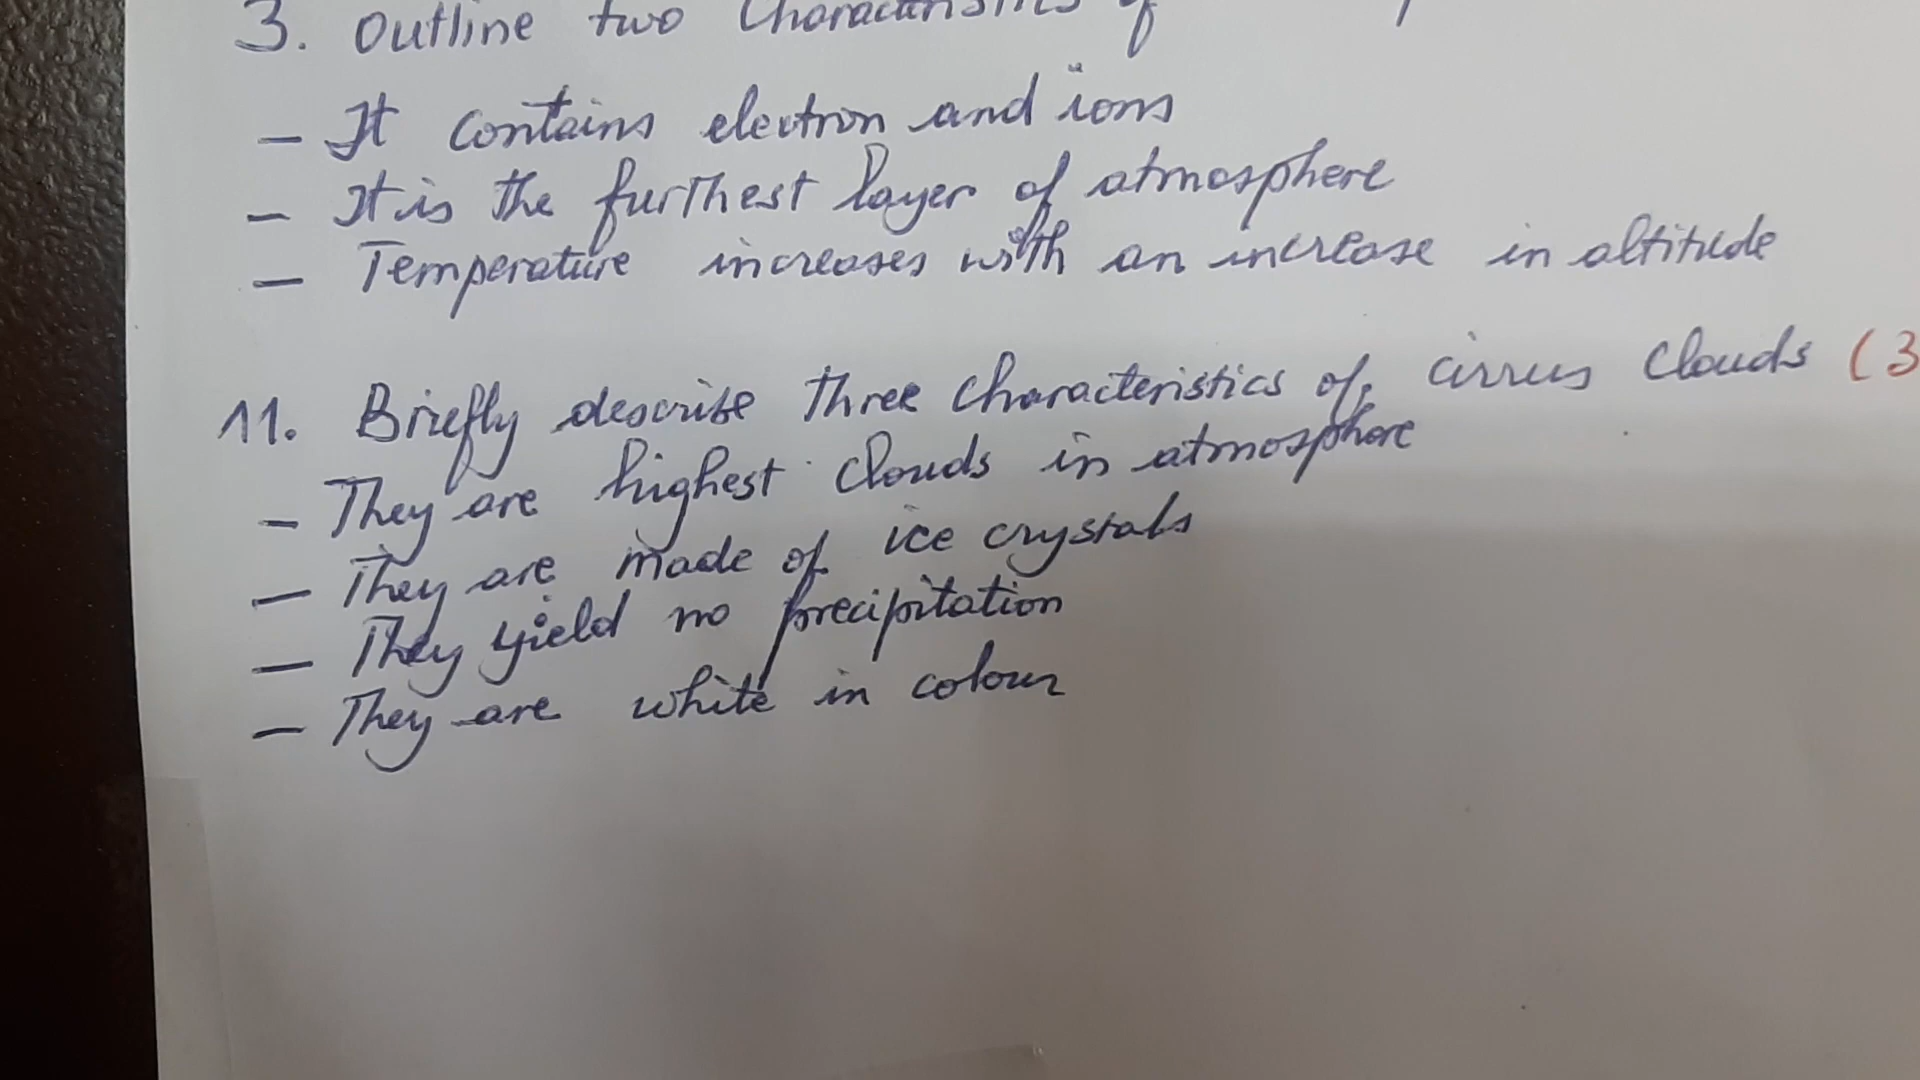 3. Outline two Characteristics of
- It contains electron and ions
- It is the furthest layer of atmosphere
- Temperature increases with an increase in altitude
11. Briefly describe three characteristics of cirrus clouds (3
- They are highest clouds in atmosphere
- They are made of ice crystals
- They yield no precipitation
- They are white in colour